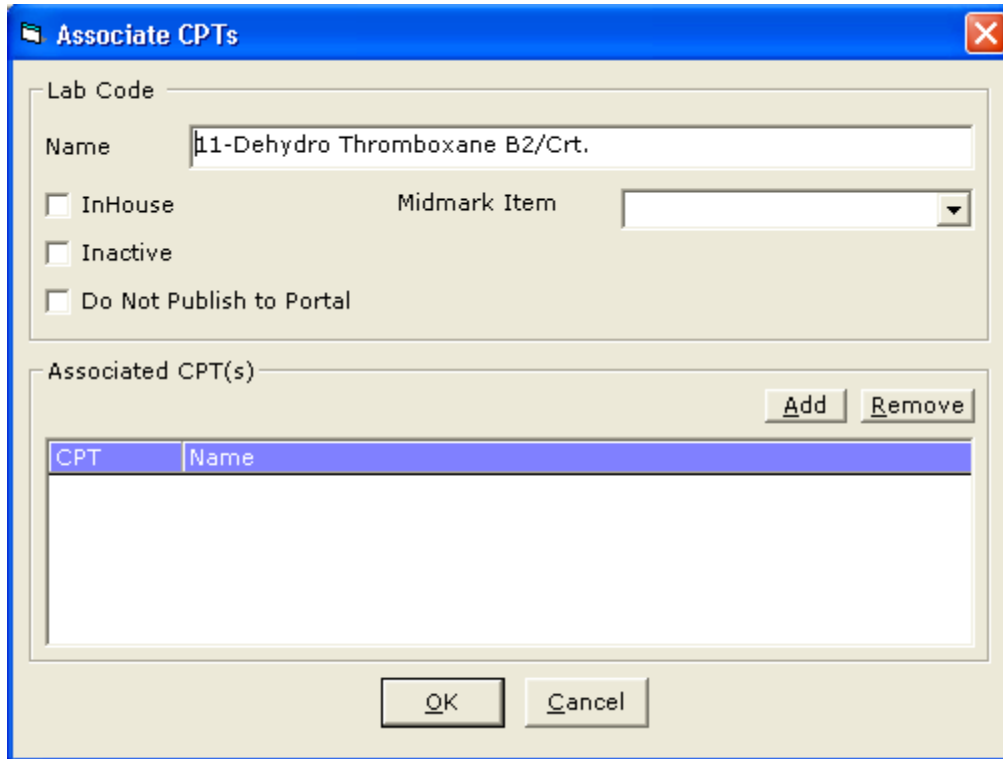 Associate CPTs
Lab Code
Name 11-Dehydro Thromboxane B2/Crt.
InHouse Midmark Item
Inactive
Do Not Publish to Portal
Associated CPT(s)
Add Remove
CPT Name
OK Cancel